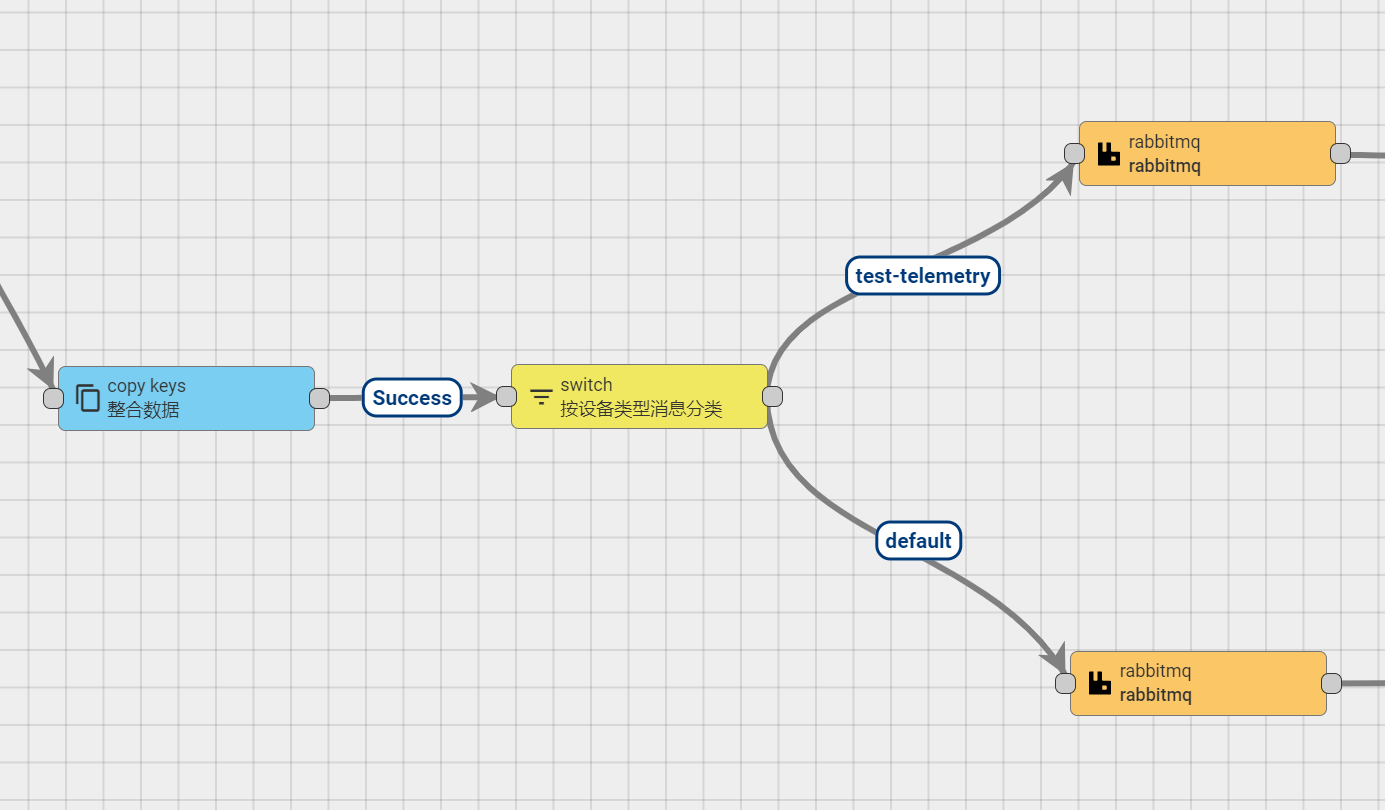 copy keys
整合数据
Success
switch
按设备类型消息分类
test-telemetry
rabbitmq
rabbitmq
default
rabbitmq
rabbitmq